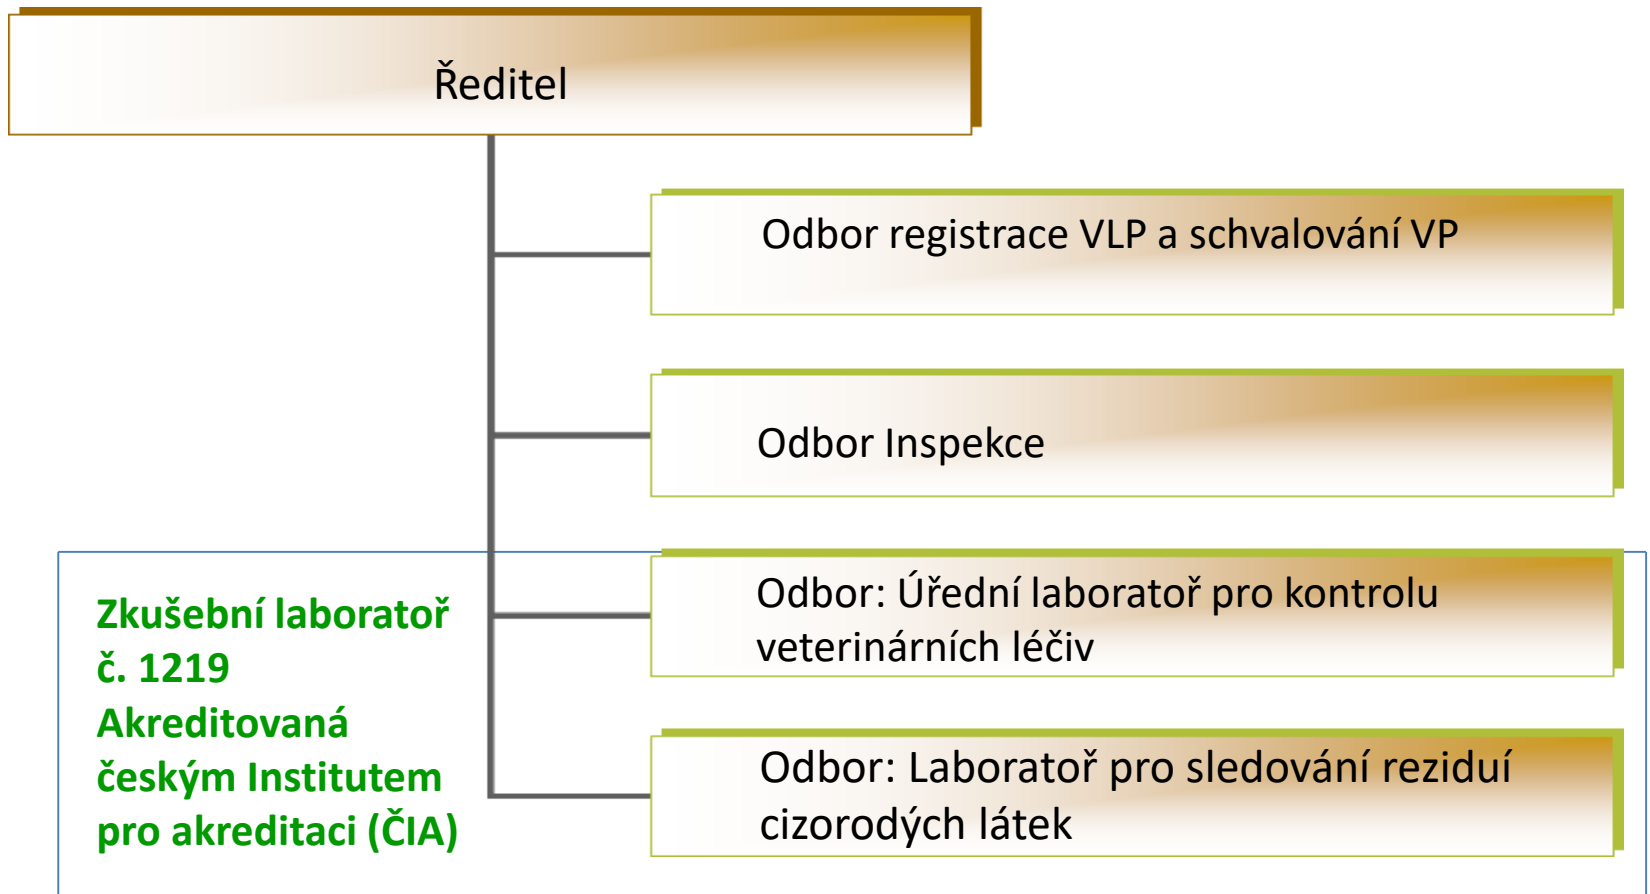 Ředitel
Odbor registrace VLP a schvalování VP
Odbor Inspekce
Zkušební laboratoř
č. 1219
Akreditovaná
českým Institutem
pro akreditaci (ČIA)
Odbor: Úřední laboratoř pro kontrolu
veterinárních léčiv
Odbor: Laboratoř pro sledování reziduí
cizorodých látek